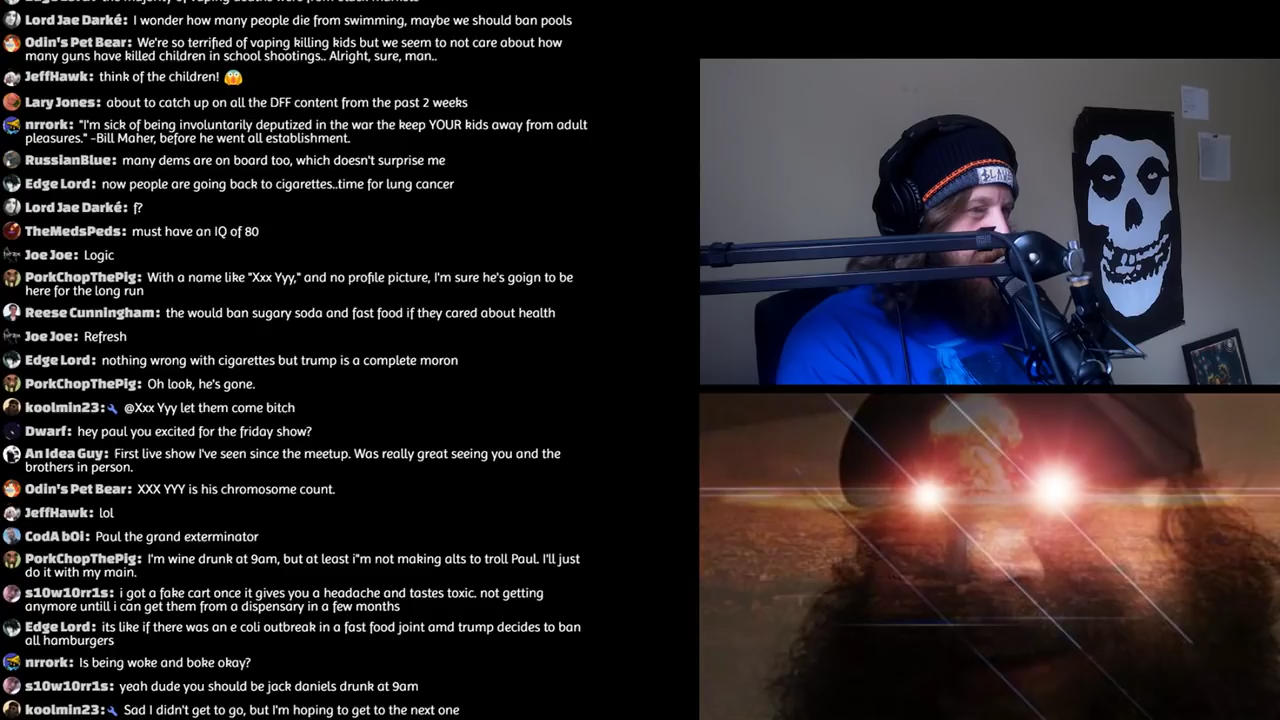 Lord Jae Darké: I wonder how many people die from swimming, maybe we should ban pools
Odin's Pet Bear: We're so terrified of vaping killing kids but we seem to not care about how
many guns have killed children in school shootings.. Alright, sure, man..
JeffHawk: think of the children! 😱
Lary Jones: about to catch up on all the DFF content from the past 2 weeks
nrrork: "I'm sick of being involuntarily deputized in the war the keep YOUR kids away from adult
pleasures." -Bill Maher, before he went all establishment.
RussianBlue: many dems are on board too, which doesn't surprise me
Edge Lord: now people are going back to cigarettes..time for lung cancer
Lord Jae Darké: f?
TheMedsPeds: must have an IQ of 80
Joe Joe: Logic
PorkChopThePig: With a name like "Xxx Yyy," and no profile picture, I'm sure he's goign to be
here for the long run
Reese Cunningham: the would ban sugary soda and fast food if they cared about health
Joe Joe: Refresh
Edge Lord: nothing wrong with cigarettes but trump is a complete moron
PorkChopThePig: Oh look, he's gone.
koolmin23: @Xxx Yyy let them come bitch
Dwarf: hey paul you excited for the friday show?
An Idea Guy: First live show I've seen since the meetup. Was really great seeing you and the
brothers in person.
Odin's Pet Bear: XXX YYY is his chromosome count.
JeffHawk: lol
CodA bOi: Paul the grand exterminator
PorkChopThePig: I'm wine drunk at 9am, but at least i"m not making alts to troll Paul. I'll just
do it with my main.
s10w10rr1s: i got a fake cart once it gives you a headache and tastes toxic. not getting
anymore untill i can get them from a dispensary in a few months
Edge Lord: its like if there was an e coli outbreak in a fast food joint amd trump decides to ban
all hamburgers
nrrork: Is being woke and boke okay?
s10w10rr1s: yeah dude you should be jack daniels drunk at 9am
koolmin23: Sad I didn't get to go, but I'm hoping to get to the next one